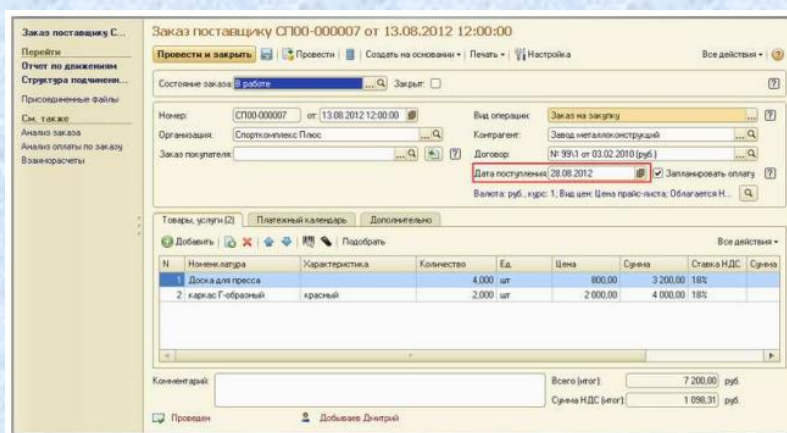 Заказ поставщику С...
Перейти
Отчет по движениям
Структура подчиненн...
Присоединенные файлы
См. также
Анализ заказа
Анализ оплаты по заказу
Взаиморасчеты
Заказ поставщику СП00-000007 от 13.08.2012 12:00:00
Провести и закрыть Провести Создать на основании Печать Настройка Все действия
Состояние заказа: В работе ... Закрыт:
Номер: СП00-000007 от: 13.08.2012 12:00:00 Вид операции: Заказ на закупку ...
Организация: Спорткомплекс Плюс ... Контрагент: Завод металлоконструкций ...
Заказ покупателя: ... Договор: № 99\1 от 03.02.2010 (руб.) ...
Дата поступления: 28.08.2012 Запланировать оплату
Валюта: руб., курс: 1; Вид цен: Цена прайс-листа; Облагается Н...
Товары, услуги (2) Платежный календарь Дополнительно
Добавить Подобрать Все действия
N Номенклатура Характеристика Количество Ед. Цена Сумма Ставка НДС Сумма
1 Доска для пресса 4,000 шт 800,00 3 200,00 18%
2 каркас Г-образный красный 2,000 шт 2 000,00 4 000,00 18%
Комментарий: Всего (итог): 7 200,00 руб.
Сумма НДС (итог): 1 098,31 руб.
Проведен Добываев Дмитрий